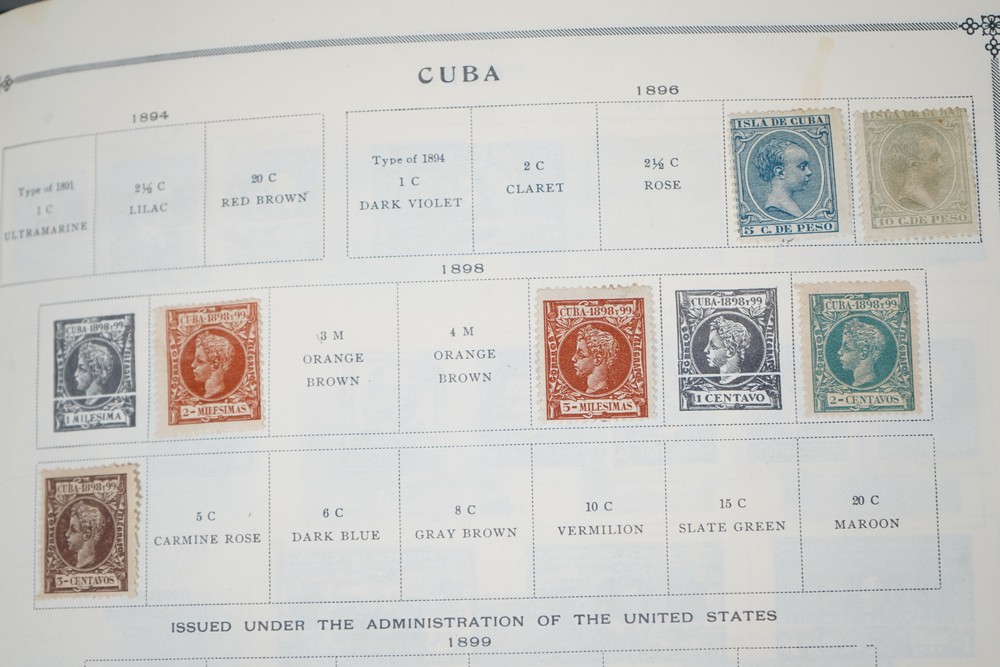 CUBA
1894
Type of 1891
1 C
ULTRAMARINE
2½ C
LILAC
20 C
RED BROWN
1896
Type of 1894
1 C
DARK VIOLET
2 C
CLARET
2½ C
ROSE
ISLA DE CUBA
5 C. DE PESO
ISLA DE CUBA
10 C. DE PESO
1898
CUBA-1898 Y 99
1 MILESIMA
CUBA-1898 Y 99
2-MILESIMAS
3 M
ORANGE
BROWN
4 M
ORANGE
BROWN
CUBA-1898 Y 99
5-MILESIMAS
CUBA-1898 Y 99
1 CENTAVO
CUBA-1898 Y 99
2-CENTAVOS
CUBA-1898 Y 99
3-CENTAVOS
5 C
CARMINE ROSE
6 C
DARK BLUE
8 C
GRAY BROWN
10 C
VERMILION
15 C
SLATE GREEN
20 C
MAROON
ISSUED UNDER THE ADMINISTRATION OF THE UNITED STATES
1899